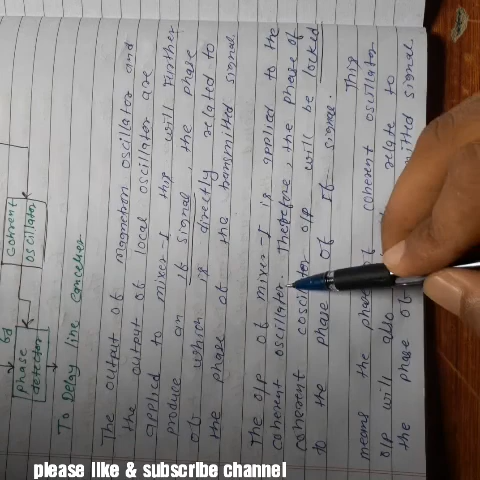 coherent
oscillator
6d
phase
detector
To Delay line canceller
The output of magnetron oscillator and
the output of local oscillator are
applied to mixer-I this will further
produce an If signal, the phase
of which is directly related to
the phase of the transmitted signal.
The o/p of mixer-I is applied to the
coherent oscillator. Therefore, the phase of
coherent oscillator o/p will be locked
to the phase of If signal.
This
means the phase of coherent oscillator
o/p will also relate to
the phase of signal.
please like & subscribe channel